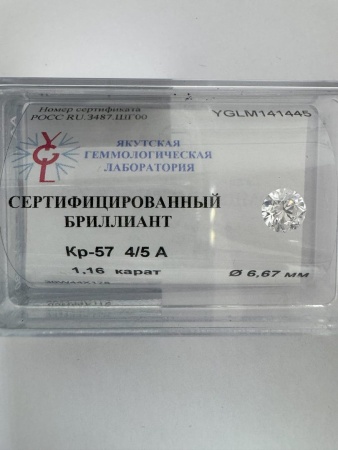 Номер сертификата
РОСС RU.3487.ШГ00
YGLM141445
YGL
ЯКУТСКАЯ
ГЕММОЛОГИЧЕСКАЯ
ЛАБОРАТОРИЯ
СЕРТИФИЦИРОВАННЫЙ
БРИЛЛИАНТ
Кр-57 4/5 А
1,16 карат
Ø 6,67 мм